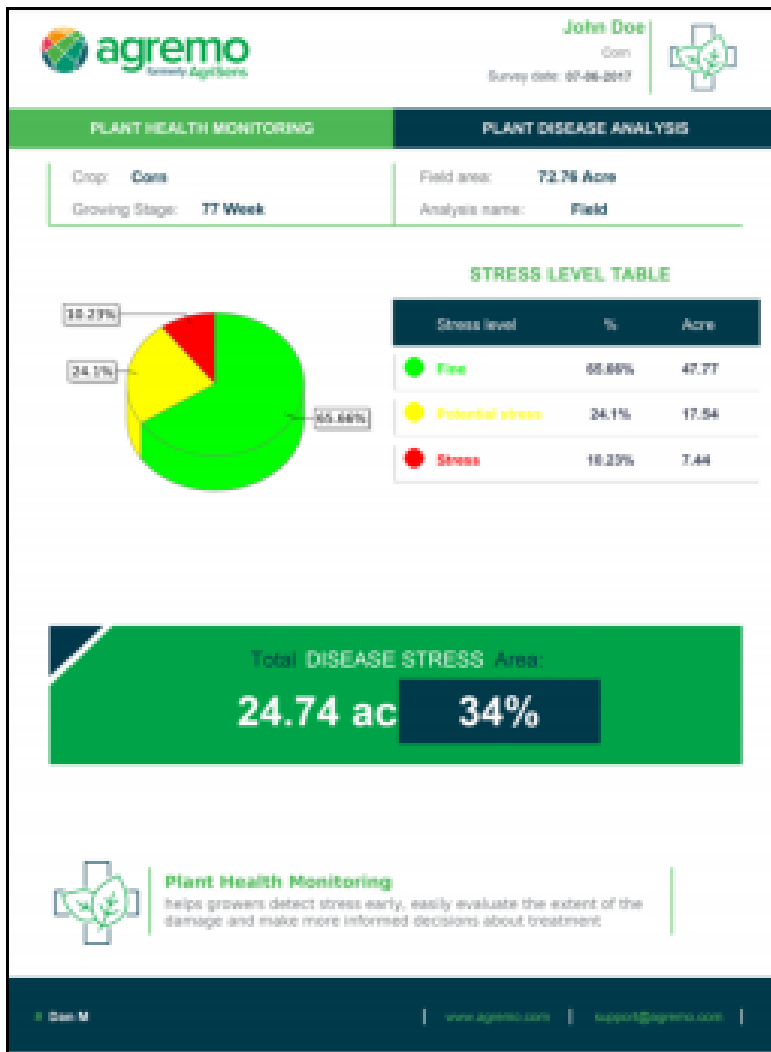 agremo
formerly AgriSens
John Doe
Corn
Survey date: 07-06-2017
PLANT HEALTH MONITORING
PLANT DISEASE ANALYSIS
Crop: Corn
Growing Stage: 77 Week
Field area: 72.76 Acre
Analysis name: Field
STRESS LEVEL TABLE
Stress level % Acre
Fine 65.66% 47.77
Potential stress 24.1% 17.54
Stress 10.23% 7.44
10.23%
24.1%
65.66%
Total DISEASE STRESS Area:
24.74 ac 34%
Plant Health Monitoring
helps growers detect stress early, easily evaluate the extent of the
damage and make more informed decisions about treatment
Dan M
| www.agremo.com | support@agremo.com |